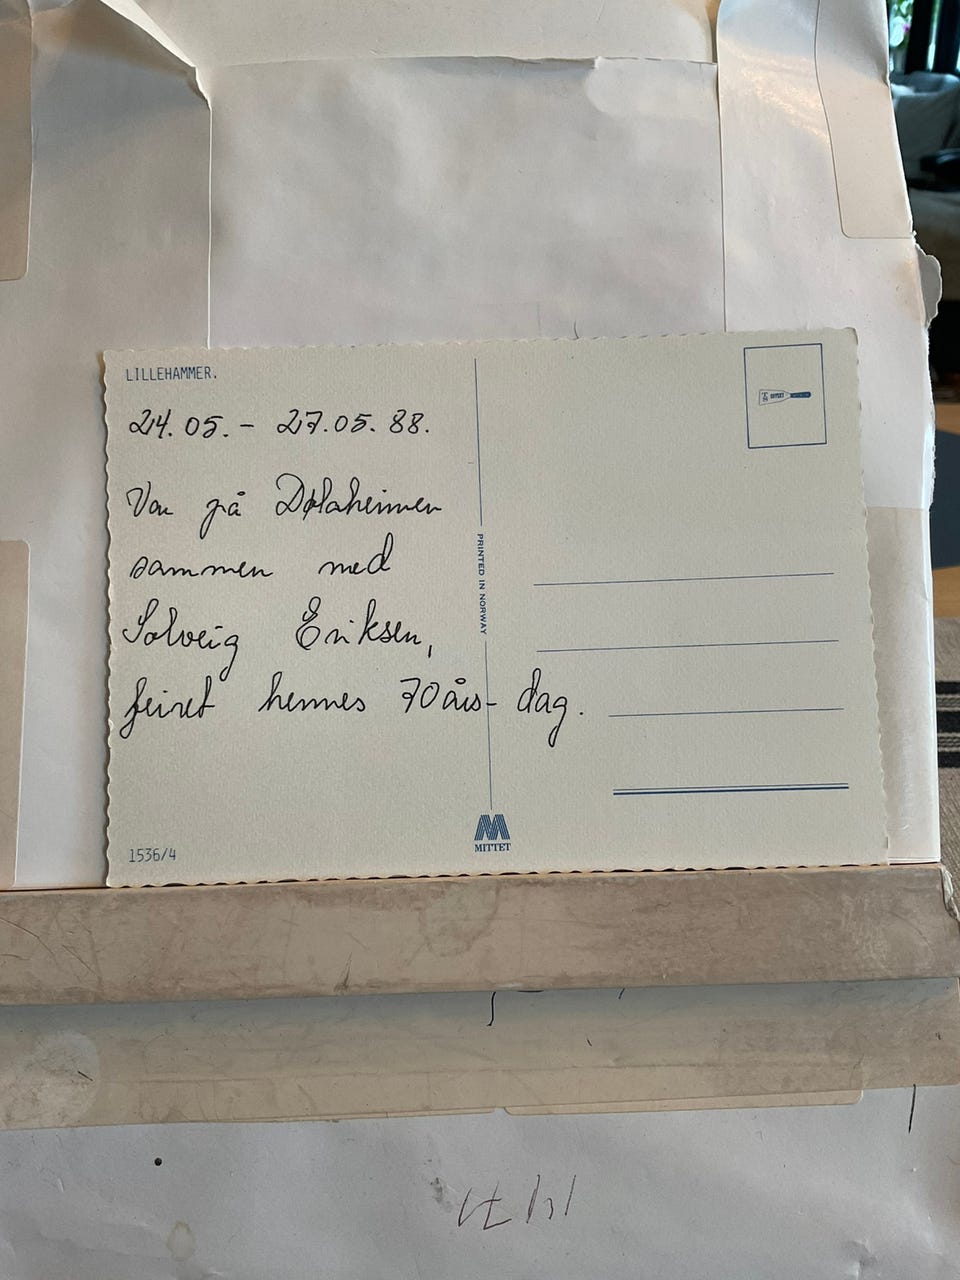 LILLEHAMMER.
24.05. - 27.05. 88.
Var på Dølaheimen
sammen med
Solveig Eriksen,
feiret hennes 70års- dag.
1536/4
PRINTED IN NORWAY
MITTET